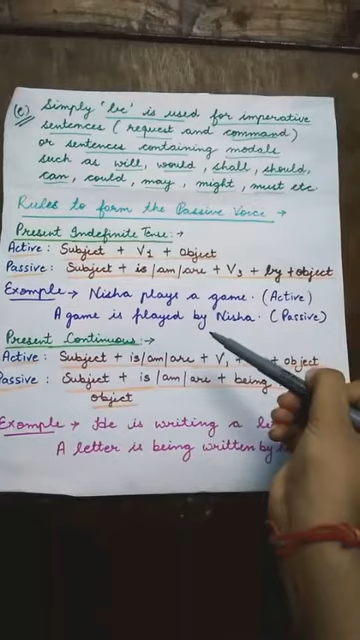 (e) Simply 'be' is used for imperative
sentences (request and command)
or sentences containing modals
such as will, would, shall, should,
can, could, may, might, must etc
Rules to form the Passive Voice →
Present Indefinite Tense :→
Active : Subject + V1 + object
Passive : Subject + is/am/are + V3 + by + object
Example → Nisha plays a game. (Active)
A game is played by Nisha. (Passive)
Present Continuous :→
Active : Subject + is/am/are + V1 + object
Passive : Subject + is/am/are + being
object
Example → He is writing a
A letter is being written by